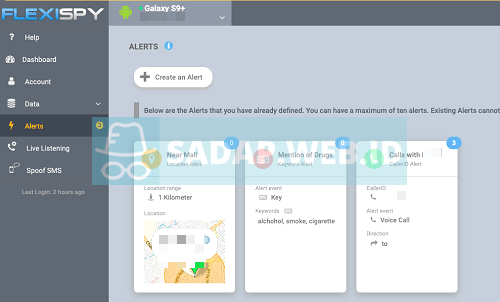 FLEXISPY
Galaxy S9+
Help
Dashboard
Account
Data
Alerts
Live Listening
Spoof SMS
Last Login: 2 hours ago
ALERTS
Create an Alert
Below are the Alerts that you have already defined. You can have a maximum of ten alerts. Existing Alerts cannot
SADAP WEB.ID
0
Near Mall
Location Alert
Location range
1 Kilometer
Location
0
Mention of Drugs
Keyword Alert
Alert event
Key
Keywords
alchohol, smoke, cigarette
3
Calls with
CallerID Alert
CallerID
Alert event
Voice Call
Direction
to